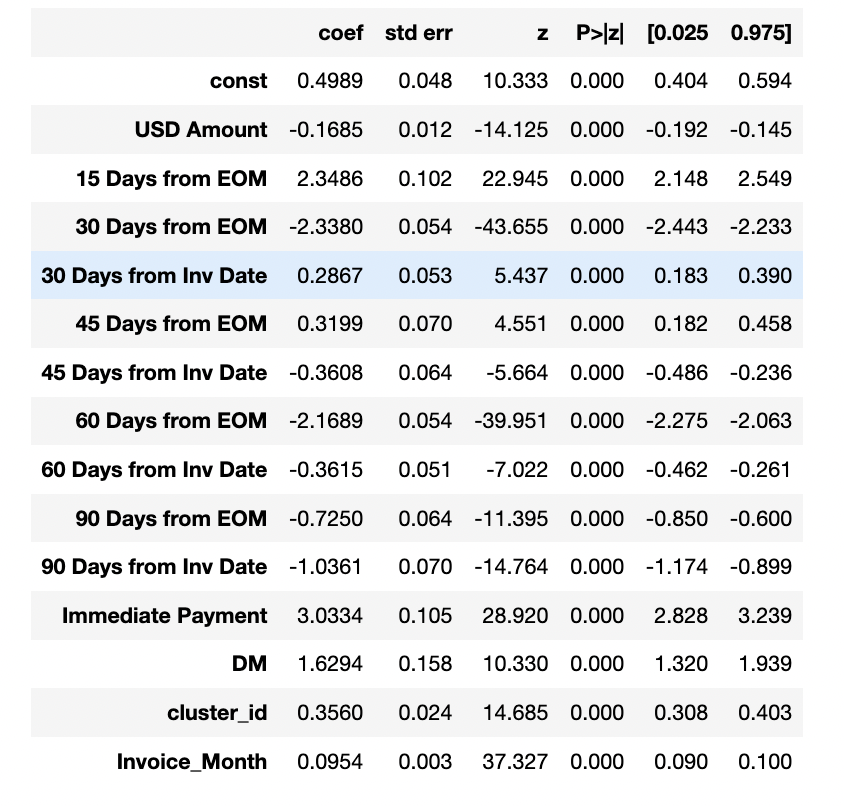 coef std err z P>|z| [0.025 0.975]
const 0.4989 0.048 10.333 0.000 0.404 0.594
USD Amount -0.1685 0.012 -14.125 0.000 -0.192 -0.145
15 Days from EOM 2.3486 0.102 22.945 0.000 2.148 2.549
30 Days from EOM -2.3380 0.054 -43.655 0.000 -2.443 -2.233
30 Days from Inv Date 0.2867 0.053 5.437 0.000 0.183 0.390
45 Days from EOM 0.3199 0.070 4.551 0.000 0.182 0.458
45 Days from Inv Date -0.3608 0.064 -5.664 0.000 -0.486 -0.236
60 Days from EOM -2.1689 0.054 -39.951 0.000 -2.275 -2.063
60 Days from Inv Date -0.3615 0.051 -7.022 0.000 -0.462 -0.261
90 Days from EOM -0.7250 0.064 -11.395 0.000 -0.850 -0.600
90 Days from Inv Date -1.0361 0.070 -14.764 0.000 -1.174 -0.899
Immediate Payment 3.0334 0.105 28.920 0.000 2.828 3.239
DM 1.6294 0.158 10.330 0.000 1.320 1.939
cluster_id 0.3560 0.024 14.685 0.000 0.308 0.403
Invoice_Month 0.0954 0.003 37.327 0.000 0.090 0.100